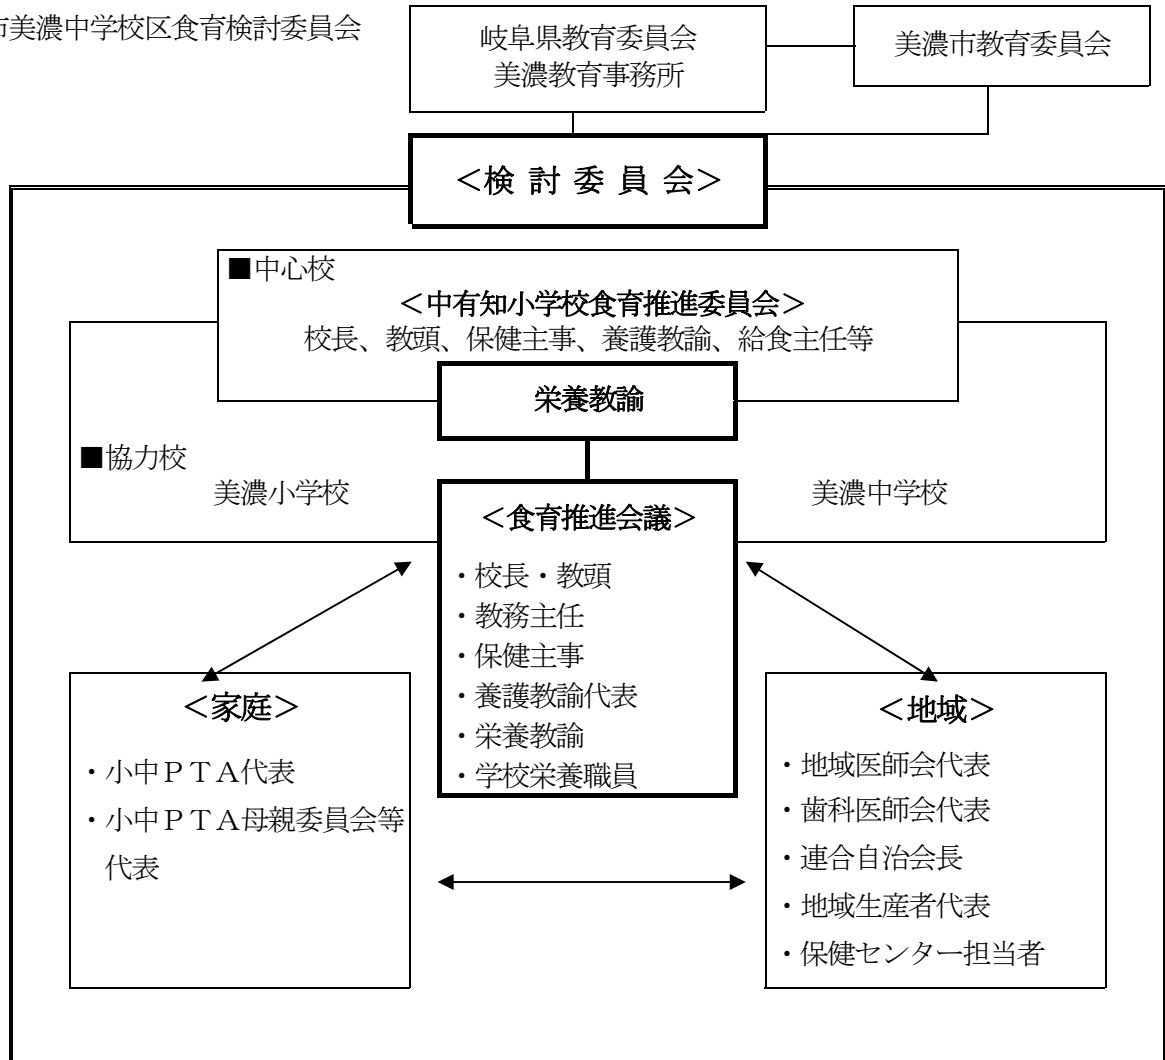 市美濃中学校区食育検討委員会
岐阜県教育委員会
美濃教育事務所
美濃市教育委員会
＜検 討 委 員 会＞
■中心校
＜中有知小学校食育推進委員会＞
校長、教頭、保健主事、養護教諭、給食主任等
栄養教諭
■協力校
美濃小学校
美濃中学校
＜食育推進会議＞
・校長・教頭
・教務主任
・保健主事
・養護教諭代表
・栄養教諭
・学校栄養職員
＜家庭＞
・小中ＰＴＡ代表
・小中ＰＴＡ母親委員会等
代表
＜地域＞
・地域医師会代表
・歯科医師会代表
・連合自治会長
・地域生産者代表
・保健センター担当者